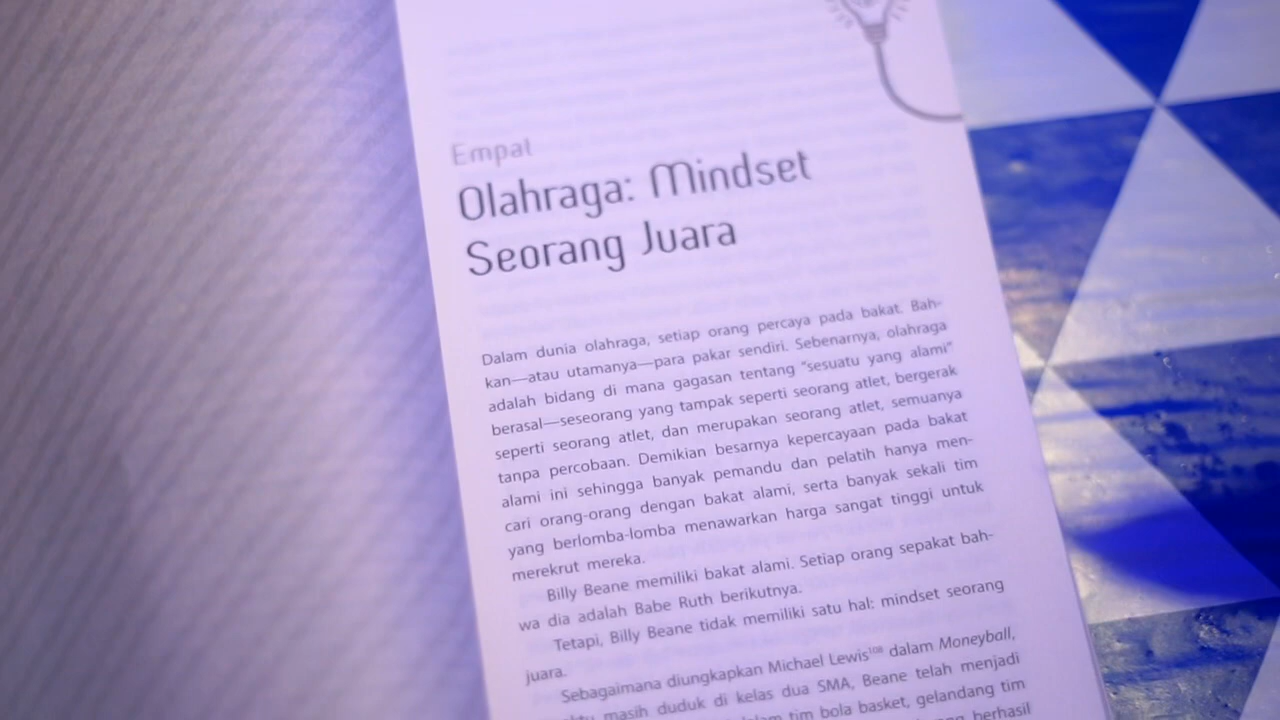 Empat
Olahraga: Mindset
Seorang Juara
Dalam dunia olahraga, setiap orang percaya pada bakat. Bah-
kan—atau utamanya—para pakar sendiri. Sebenarnya, olahraga
adalah bidang di mana gagasan tentang “sesuatu yang alami”
berasal—seseorang yang tampak seperti seorang atlet, bergerak
seperti seorang atlet, dan merupakan seorang atlet, semuanya
tanpa percobaan. Demikian besarnya kepercayaan pada bakat
alami ini sehingga banyak pemandu dan pelatih hanya men-
cari orang-orang dengan bakat alami, serta banyak sekali tim
yang berlomba-lomba menawarkan harga sangat tinggi untuk
merekrut mereka.
Billy Beane memiliki bakat alami. Setiap orang sepakat bah-
wa dia adalah Babe Ruth berikutnya.
Tetapi, Billy Beane tidak memiliki satu hal: mindset seorang
juara.
Sebagaimana diungkapkan Michael Lewis¹⁰⁸ dalam Moneyball,
masih duduk di kelas dua SMA, Beane telah menjadi
tim bola basket, gelandang tim
berhasil